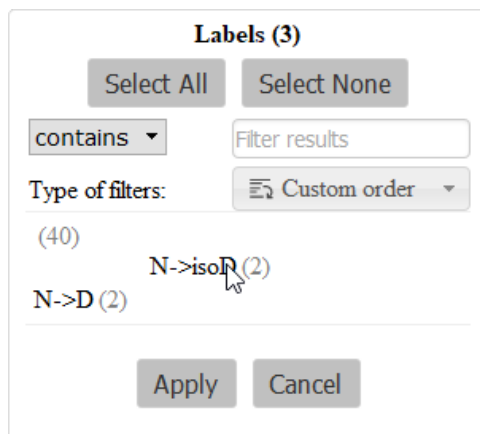 Labels (3)
Select All Select None
contains Filter results
Type of filters: Custom order
(40)
N->isoD (2)
N->D (2)
Apply Cancel